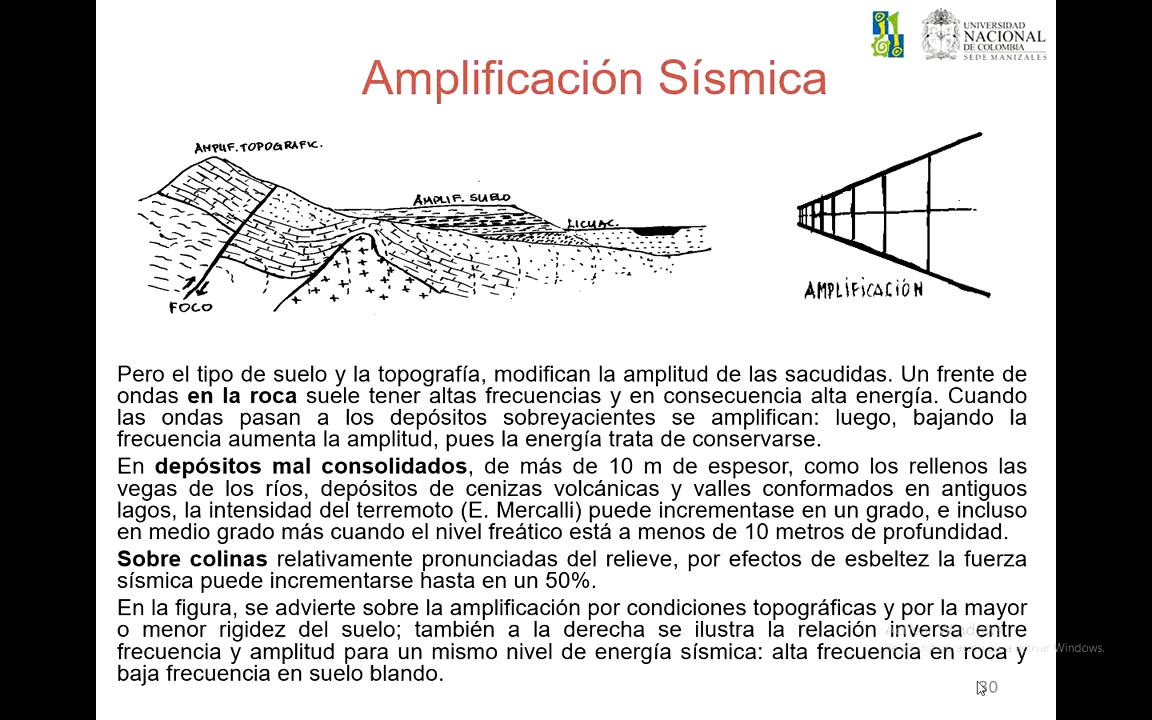 UNIVERSIDAD
NACIONAL
DE COLOMBIA
SEDE MANIZALES
Amplificación Sísmica
AMPLIF. TOPOGRAFIC.
AMPLIF. SUELO
LICUAC.
FOCO
AMPLIFICACIÓN
Pero el tipo de suelo y la topografía, modifican la amplitud de las sacudidas. Un frente de
ondas en la roca suele tener altas frecuencias y en consecuencia alta energía. Cuando
las ondas pasan a los depósitos sobreyacientes se amplifican: luego, bajando la
frecuencia aumenta la amplitud, pues la energía trata de conservarse.
En depósitos mal consolidados, de más de 10 m de espesor, como los rellenos las
vegas de los ríos, depósitos de cenizas volcánicas y valles conformados en antiguos
lagos, la intensidad del terremoto (E. Mercalli) puede incrementase en un grado, e incluso
en medio grado más cuando el nivel freático está a menos de 10 metros de profundidad.
Sobre colinas relativamente pronunciadas del relieve, por efectos de esbeltez la fuerza
sísmica puede incrementarse hasta en un 50%.
En la figura, se advierte sobre la amplificación por condiciones topográficas y por la mayor
o menor rigidez del suelo; también a la derecha se ilustra la relación inversa entre
frecuencia y amplitud para un mismo nivel de energía sísmica: alta frecuencia en roca y
baja frecuencia en suelo blando.
activar Windows.
30